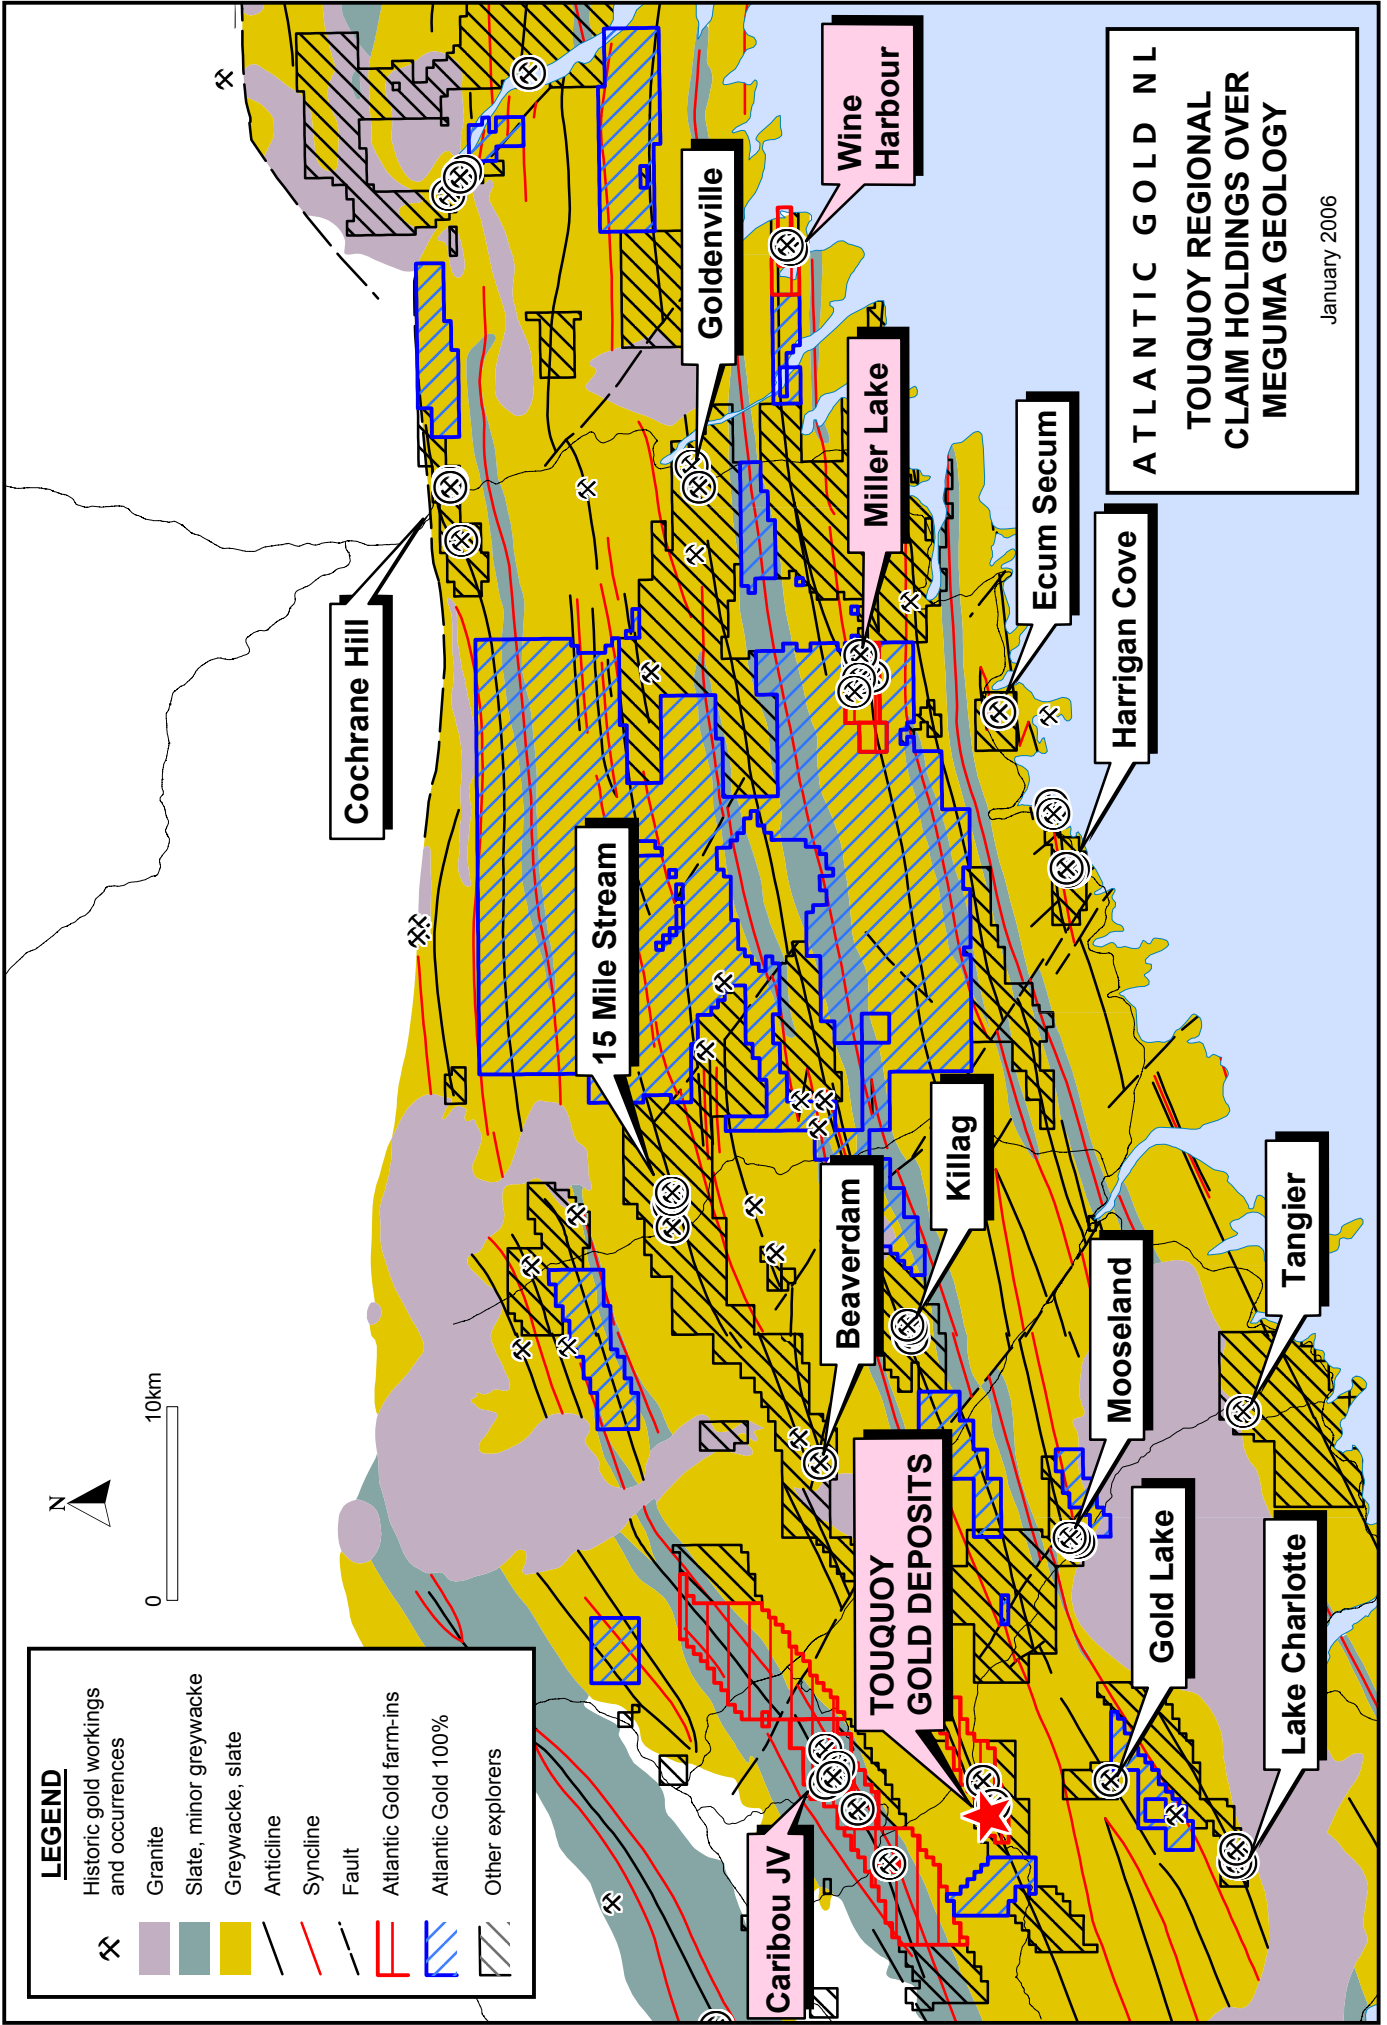 LEGEND
Historic gold workings
and occurrences
Granite
Slate, minor greywacke
Greywacke, slate
Anticline
Syncline
Fault
Atlantic Gold farm-ins
Atlantic Gold 100%
Other explorers
N
0
10km
Cochrane Hill
15 Mile Stream
Goldenville
Wine
Harbour
Miller Lake
Ecum Secum
Harrigan Cove
Beaverdam
Killag
Caribou JV
TOUQUOY
GOLD DEPOSITS
Mooseland
Tangier
Gold Lake
Lake Charlotte
ATLANTIC GOLD NL
TOUQUOY REGIONAL
CLAIM HOLDINGS OVER
MEGUMA GEOLOGY
January 2006